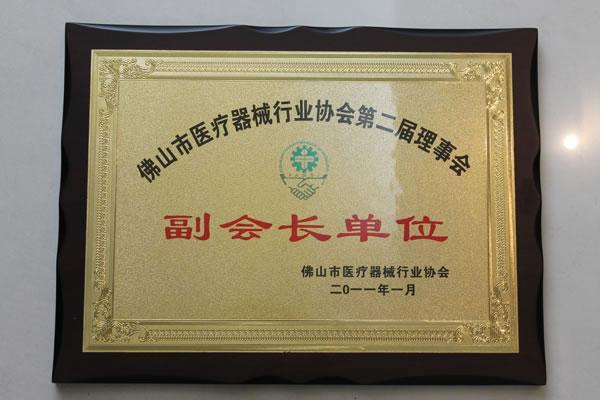 佛山市医疗器械行业协会第二届理事会
副会长单位
佛山市医疗器械行业协会
二0一一年一月